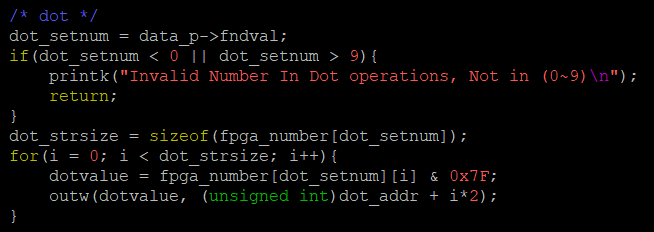 /* dot */
dot_setnum = data_p->fndval;
if(dot_setnum < 0 || dot_setnum > 9){
    printk("Invalid Number In Dot operations, Not in (0~9)\n");
    return;
}
dot_strsize = sizeof(fpga_number[dot_setnum]);
for(i = 0; i < dot_strsize; i++){
    dotvalue = fpga_number[dot_setnum][i] & 0x7F;
    outw(dotvalue, (unsigned int)dot_addr + i*2);
}